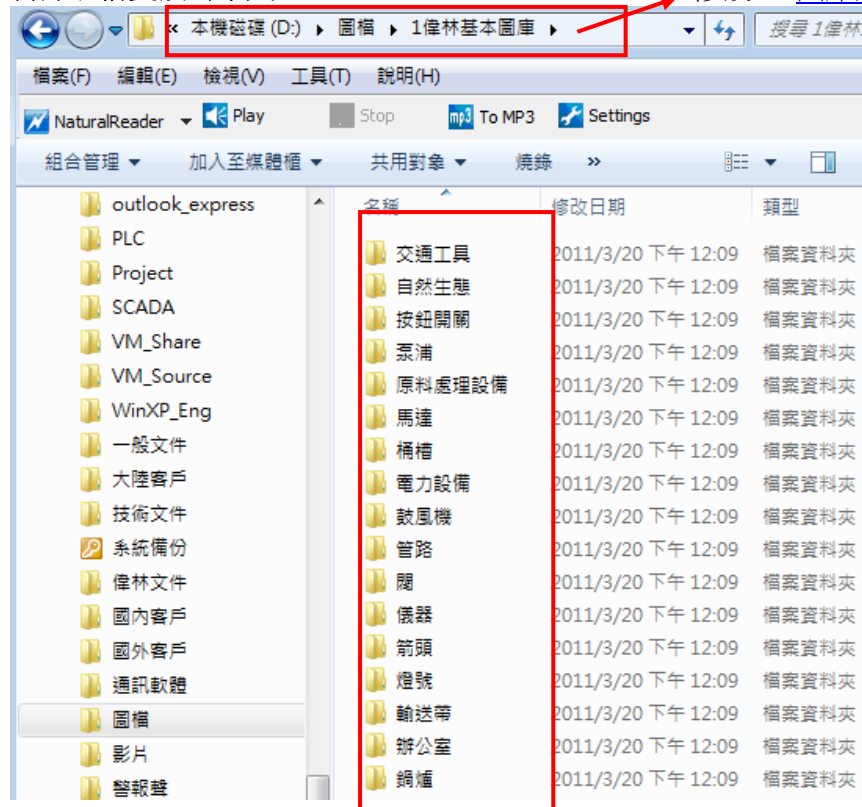 本機磁碟 (D:) ▸ 圖檔 ▸ 1偉林基本圖庫 ▸ 搜尋 1偉林
檔案(F) 編輯(E) 檢視(V) 工具(T) 說明(H)
NaturalReader Play Stop mp3 To MP3 Settings
組合管理 加入至媒體櫃 共用對象 燒錄 »
名稱 修改日期 類型
outlook_express
PLC
Project
SCADA
VM_Share
VM_Source
WinXP_Eng
一般文件
大陸客戶
技術文件
系統備份
偉林文件
國內客戶
國外客戶
通訊軟體
圖檔
影片
警報聲
交通工具 2011/3/20 下午 12:09 檔案資料夾
自然生態 2011/3/20 下午 12:09 檔案資料夾
按鈕開關 2011/3/20 下午 12:09 檔案資料夾
泵浦 2011/3/20 下午 12:09 檔案資料夾
原料處理設備 2011/3/20 下午 12:09 檔案資料夾
馬達 2011/3/20 下午 12:09 檔案資料夾
桶槽 2011/3/20 下午 12:09 檔案資料夾
電力設備 2011/3/20 下午 12:09 檔案資料夾
鼓風機 2011/3/20 下午 12:09 檔案資料夾
管路 2011/3/20 下午 12:09 檔案資料夾
閥 2011/3/20 下午 12:09 檔案資料夾
儀器 2011/3/20 下午 12:09 檔案資料夾
箭頭 2011/3/20 下午 12:09 檔案資料夾
燈號 2011/3/20 下午 12:09 檔案資料夾
輸送帶 2011/3/20 下午 12:09 檔案資料夾
辦公室 2011/3/20 下午 12:09 檔案資料夾
鍋爐 2011/3/20 下午 12:09 檔案資料夾